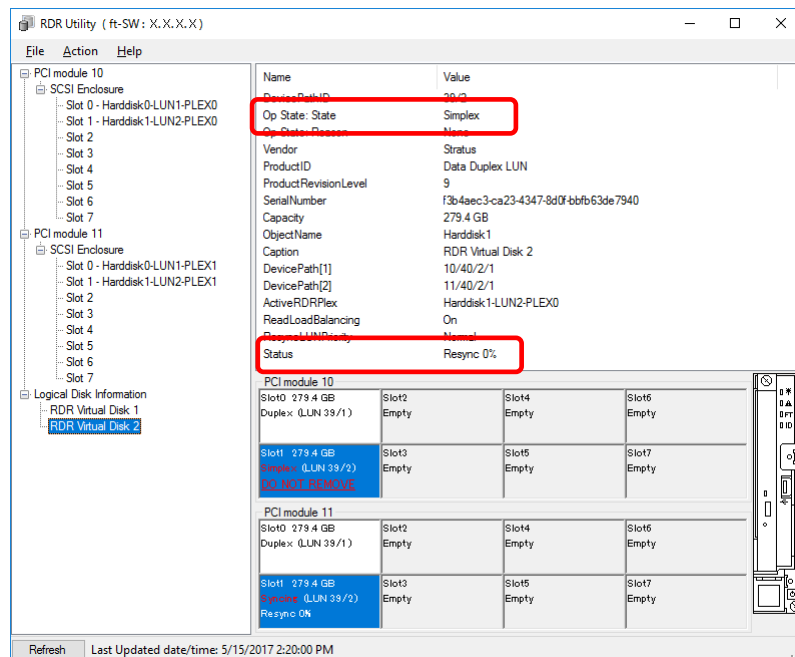 RDR Utility ( ft-SW : X.X.X.X )
File Action Help
PCI module 10
SCSI Enclosure
Slot 0 - Harddisk0-LUN1-PLEX0
Slot 1 - Harddisk1-LUN2-PLEX0
Slot 2
Slot 3
Slot 4
Slot 5
Slot 6
Slot 7
PCI module 11
SCSI Enclosure
Slot 0 - Harddisk0-LUN1-PLEX1
Slot 1 - Harddisk1-LUN2-PLEX1
Slot 2
Slot 3
Slot 4
Slot 5
Slot 6
Slot 7
Logical Disk Information
RDR Virtual Disk 1
RDR Virtual Disk 2
Name Value
DevicePathID 39/2
Op State: State Simplex
Op State: Reason None
Vendor Stratus
ProductID Data Duplex LUN
ProductRevisionLevel 9
SerialNumber f3b4aec3-ca23-4347-8d0f-bbfb63de7940
Capacity 279.4 GB
ObjectName Harddisk1
Caption RDR Virtual Disk 2
DevicePath[1] 10/40/2/1
DevicePath[2] 11/40/2/1
ActiveRDRPlex Harddisk1-LUN2-PLEX0
ReadLoadBalancing On
ResyncLUNPriority Normal
Status Resync 0%
PCI module 10
Slot0 279.4 GB Slot2 Slot4 Slot6
Duplex (LUN 39/1) Empty Empty Empty
Slot1 279.4 GB Slot3 Slot5 Slot7
Simplex (LUN 39/2) Empty Empty Empty
DO NOT REMOVE
PCI module 11
Slot0 279.4 GB Slot2 Slot4 Slot6
Duplex (LUN 39/1) Empty Empty Empty
Slot1 279.4 GB Slot3 Slot5 Slot7
Syncing (LUN 39/2) Empty Empty Empty
Resync 0%
FT
ID
Refresh Last Updated date/time: 5/15/2017 2:20:00 PM